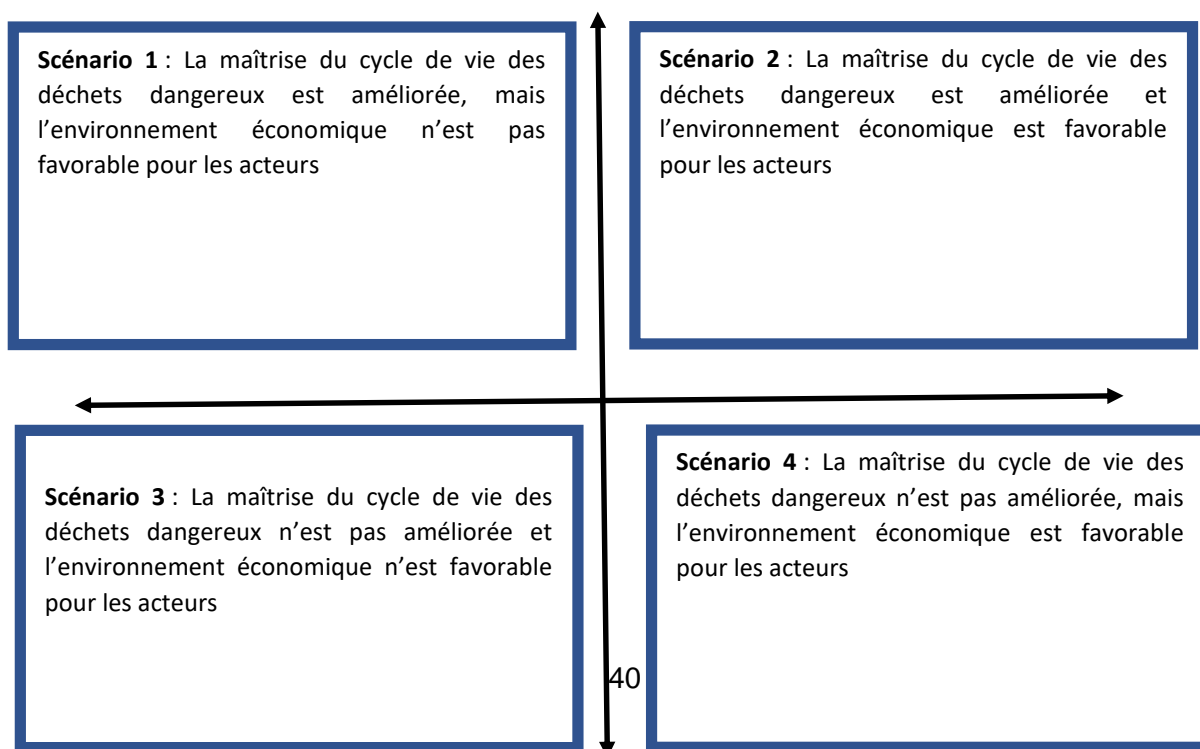 Scénario 1 : La maîtrise du cycle de vie des
déchets dangereux est améliorée, mais
l’environnement économique n’est pas
favorable pour les acteurs
Scénario 2 : La maîtrise du cycle de vie des
déchets dangereux est améliorée et
l’environnement économique est favorable
pour les acteurs
Scénario 3 : La maîtrise du cycle de vie des
déchets dangereux n’est pas améliorée et
l’environnement économique n’est favorable
pour les acteurs
Scénario 4 : La maîtrise du cycle de vie des
déchets dangereux n’est pas améliorée, mais
l’environnement économique est favorable
pour les acteurs
40